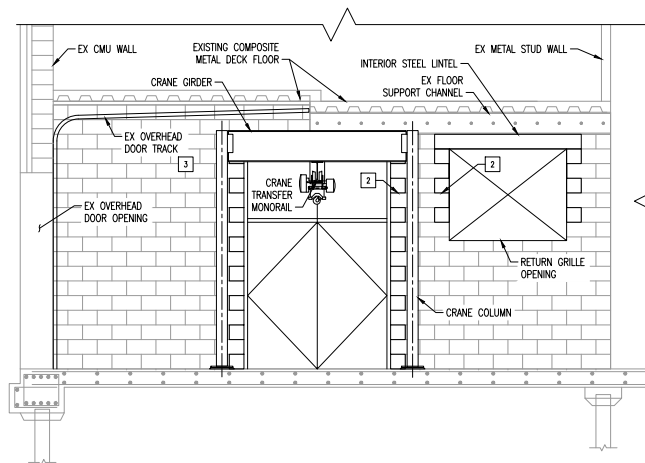 EX CMU WALL
EXISTING COMPOSITE
METAL DECK FLOOR
CRANE GIRDER
EX METAL STUD WALL
INTERIOR STEEL LINTEL
EX FLOOR
SUPPORT CHANNEL
EX OVERHEAD
DOOR TRACK
3
CRANE
TRANSFER
MONORAIL
2
2
EX OVERHEAD
DOOR OPENING
RETURN GRILLE
OPENING
CRANE COLUMN